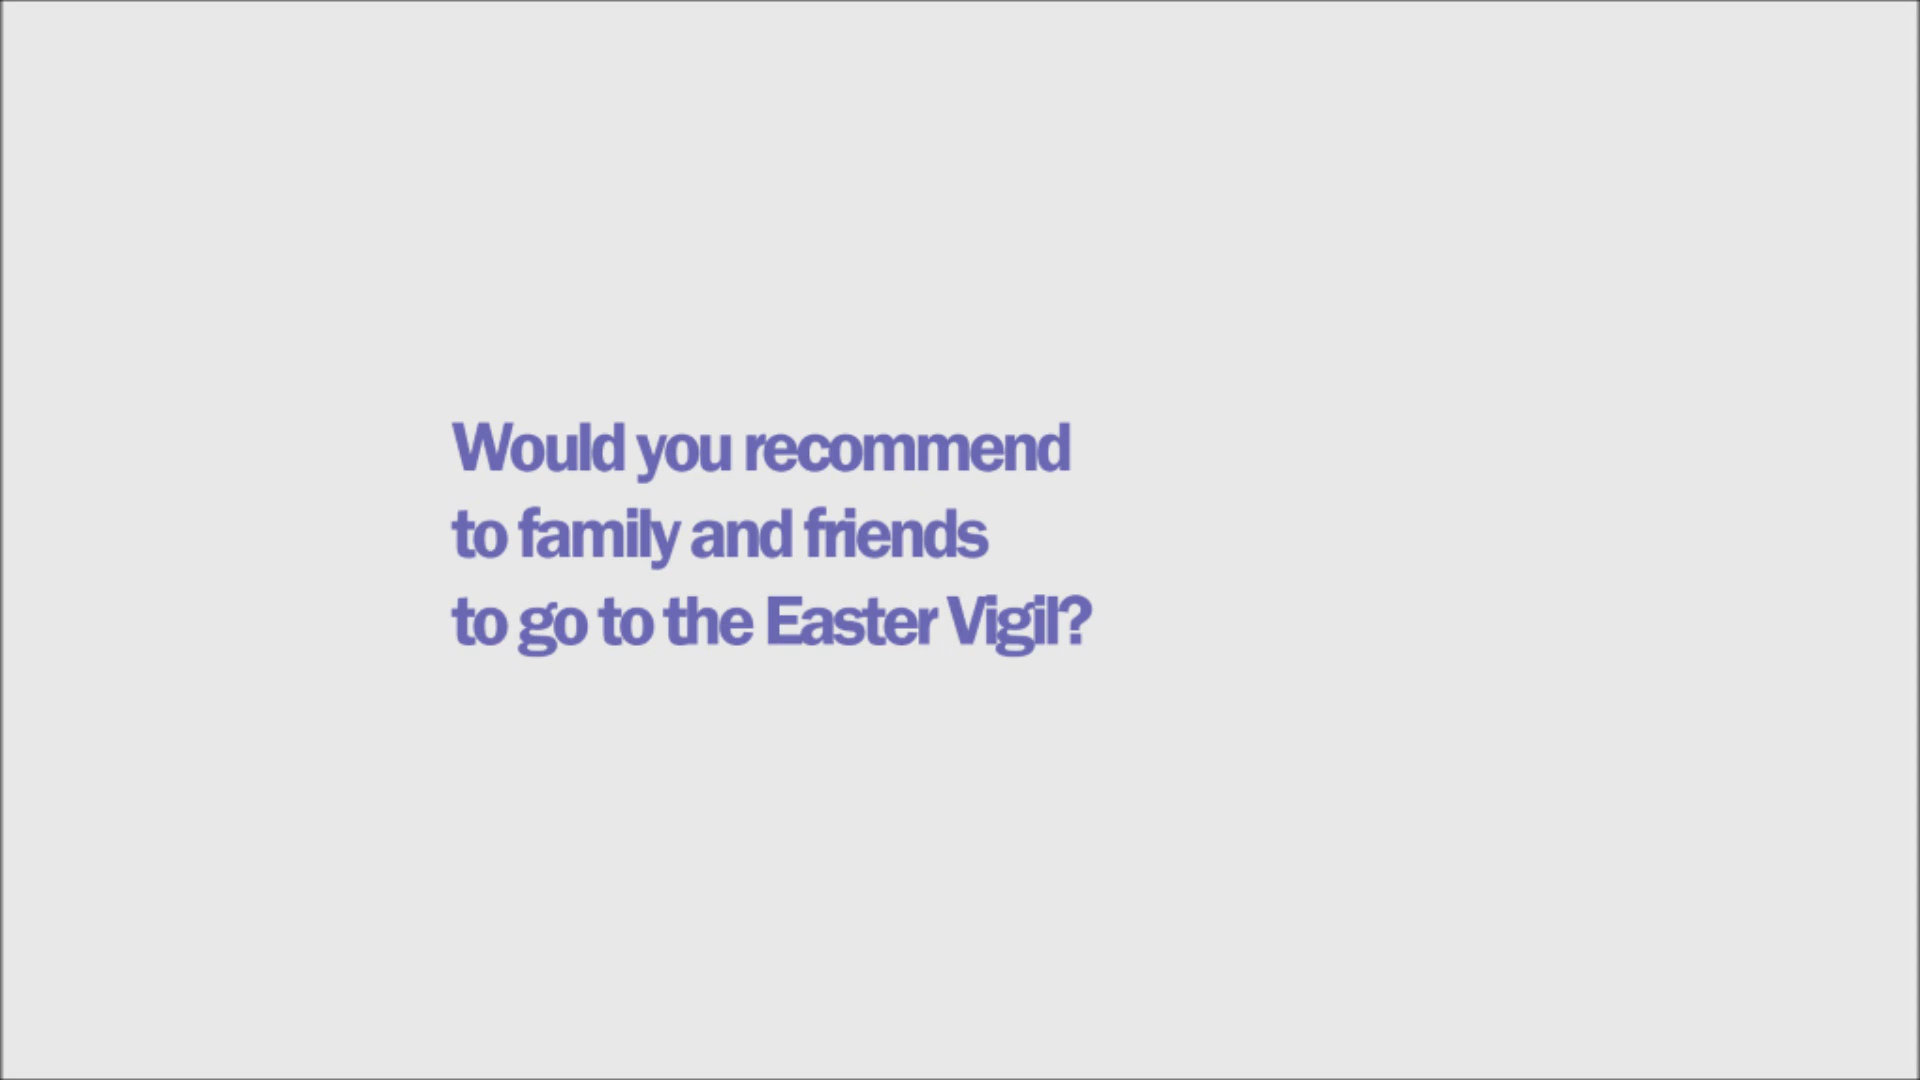 Would you recommend
to family and friends
to go to the Easter Vigil?